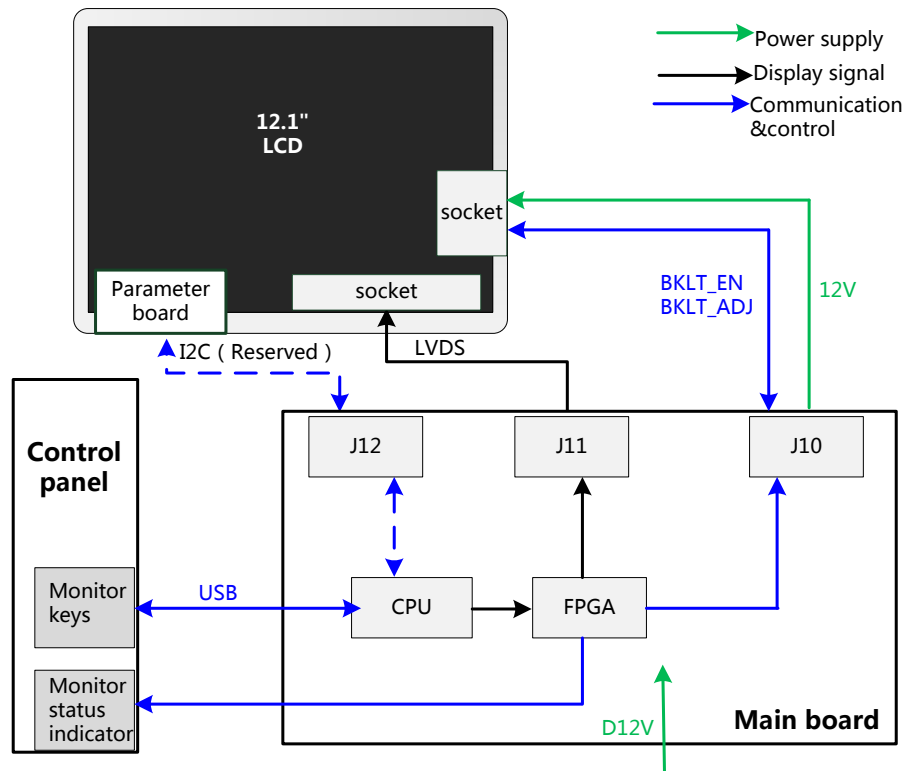 Power supply
Display signal
Communication
&control
12.1"
LCD
socket
Parameter
board
socket
BKLT_EN
BKLT_ADJ
12V
I2C ( Reserved )
LVDS
Control
panel
J12
J11
J10
Monitor
keys
USB
CPU
FPGA
Monitor
status
indicator
D12V
Main board